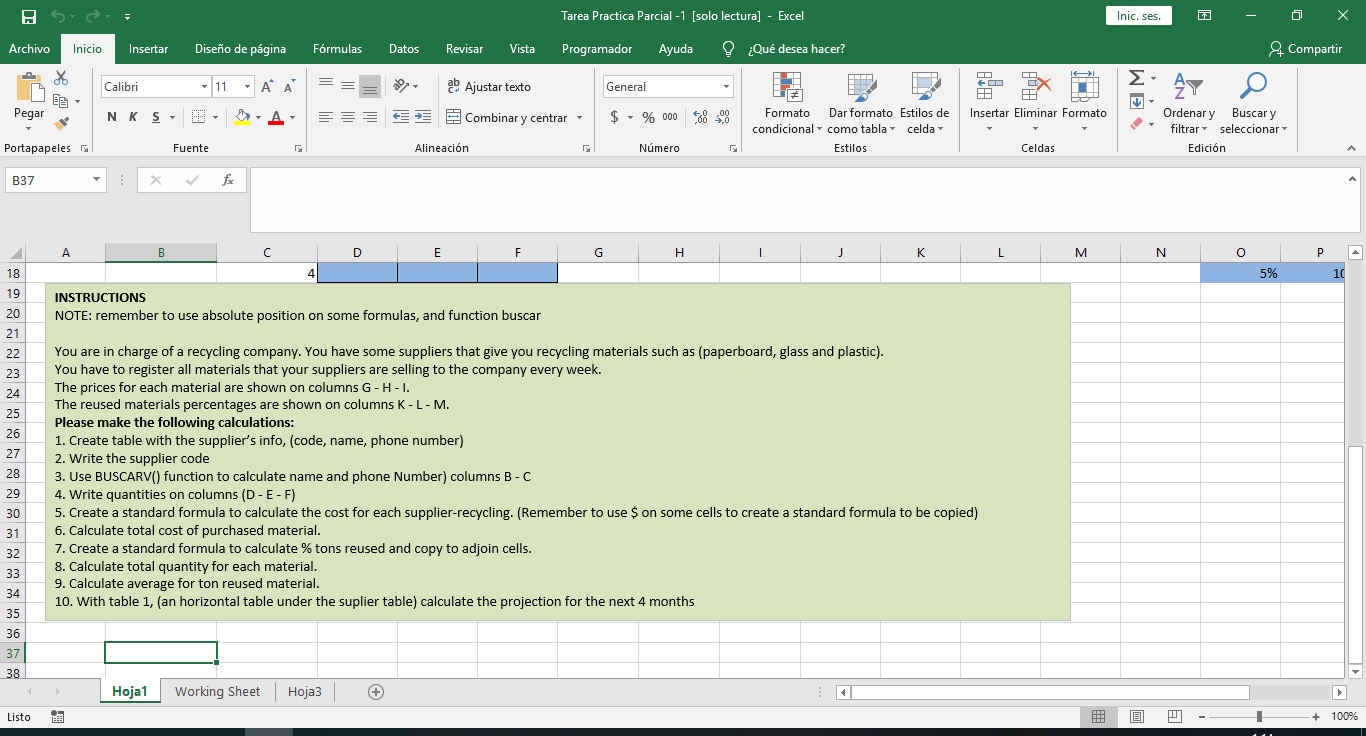 Tarea Practica Parcial -1 [solo lectura] - Excel
Inic. ses.
Archivo Inicio Insertar Diseño de página Fórmulas Datos Revisar Vista Programador Ayuda ¿Qué desea hacer? Compartir
Pegar
Calibri 11
N K S
Ajustar texto
Combinar y centrar
General
$ % 000
Formato condicional
Dar formato como tabla
Estilos de celda
Insertar Eliminar Formato
Ordenar y filtrar
Buscar y seleccionar
Portapapeles Fuente Alineación Número Estilos Celdas Edición
B37 fx
A B C D E F G H I J K L M N O P
18 4 5% 10
19
20
21
22
23
24
25
26
27
28
29
30
31
32
33
34
35
36
37
38
INSTRUCTIONS
NOTE: remember to use absolute position on some formulas, and function buscar
You are in charge of a recycling company. You have some suppliers that give you recycling materials such as (paperboard, glass and plastic).
You have to register all materials that your suppliers are selling to the company every week.
The prices for each material are shown on columns G - H - I.
The reused materials percentages are shown on columns K - L - M.
Please make the following calculations:
1. Create table with the supplier's info, (code, name, phone number)
2. Write the supplier code
3. Use BUSCARV() function to calculate name and phone Number) columns B - C
4. Write quantities on columns (D - E - F)
5. Create a standard formula to calculate the cost for each supplier-recycling. (Remember to use $ on some cells to create a standard formula to be copied)
6. Calculate total cost of purchased material.
7. Create a standard formula to calculate % tons reused and copy to adjoin cells.
8. Calculate total quantity for each material.
9. Calculate average for ton reused material.
10. With table 1, (an horizontal table under the suplier table) calculate the projection for the next 4 months
Hoja1 Working Sheet Hoja3
Listo 100%